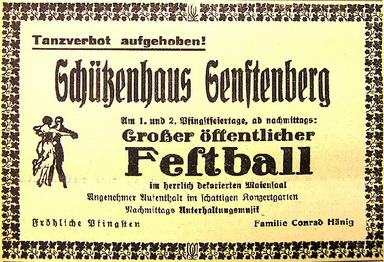 Tanzverbot aufgehoben!
Schützenhaus Senftenberg
Am 1. und 2. Pfingstfeiertage, ab nachmittags:
Großer öffentlicher
Festball
im herrlich dekorierten Maiensaal
Angenehmer Aufenthalt im schattigen Konzertgarten
Nachmittags Unterhaltungsmusik
Fröhliche Pfingsten Familie Conrad Hänig